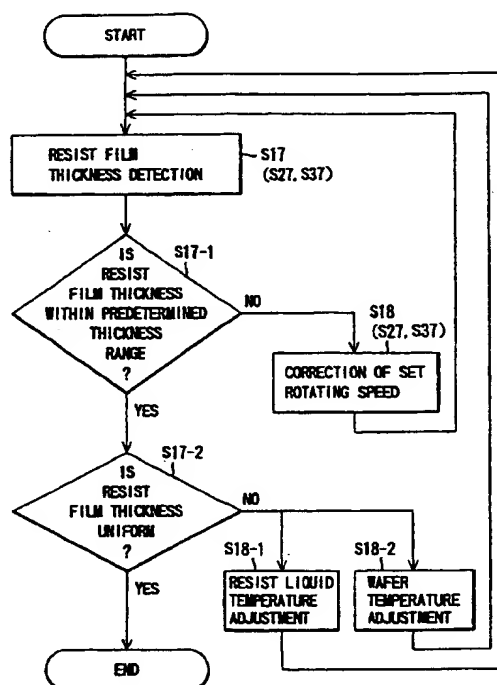 START
RESIST FILM
THICKNESS DETECTION
S17
(S27, S37)
S17-1
IS
RESIST
FILM THICKNESS
WITHIN PREDETERMINED
THICKNESS
RANGE
?
NO
S18
(S27, S37)
CORRECTION OF SET
ROTATING SPEED
YES
S17-2
IS
RESIST
FILM THICKNESS
UNIFORM
?
NO
S18-1
RESIST LIQUID
TEMPERATURE
ADJUSTMENT
S18-2
WAFER
TEMPERATURE
ADJUSTMENT
YES
END